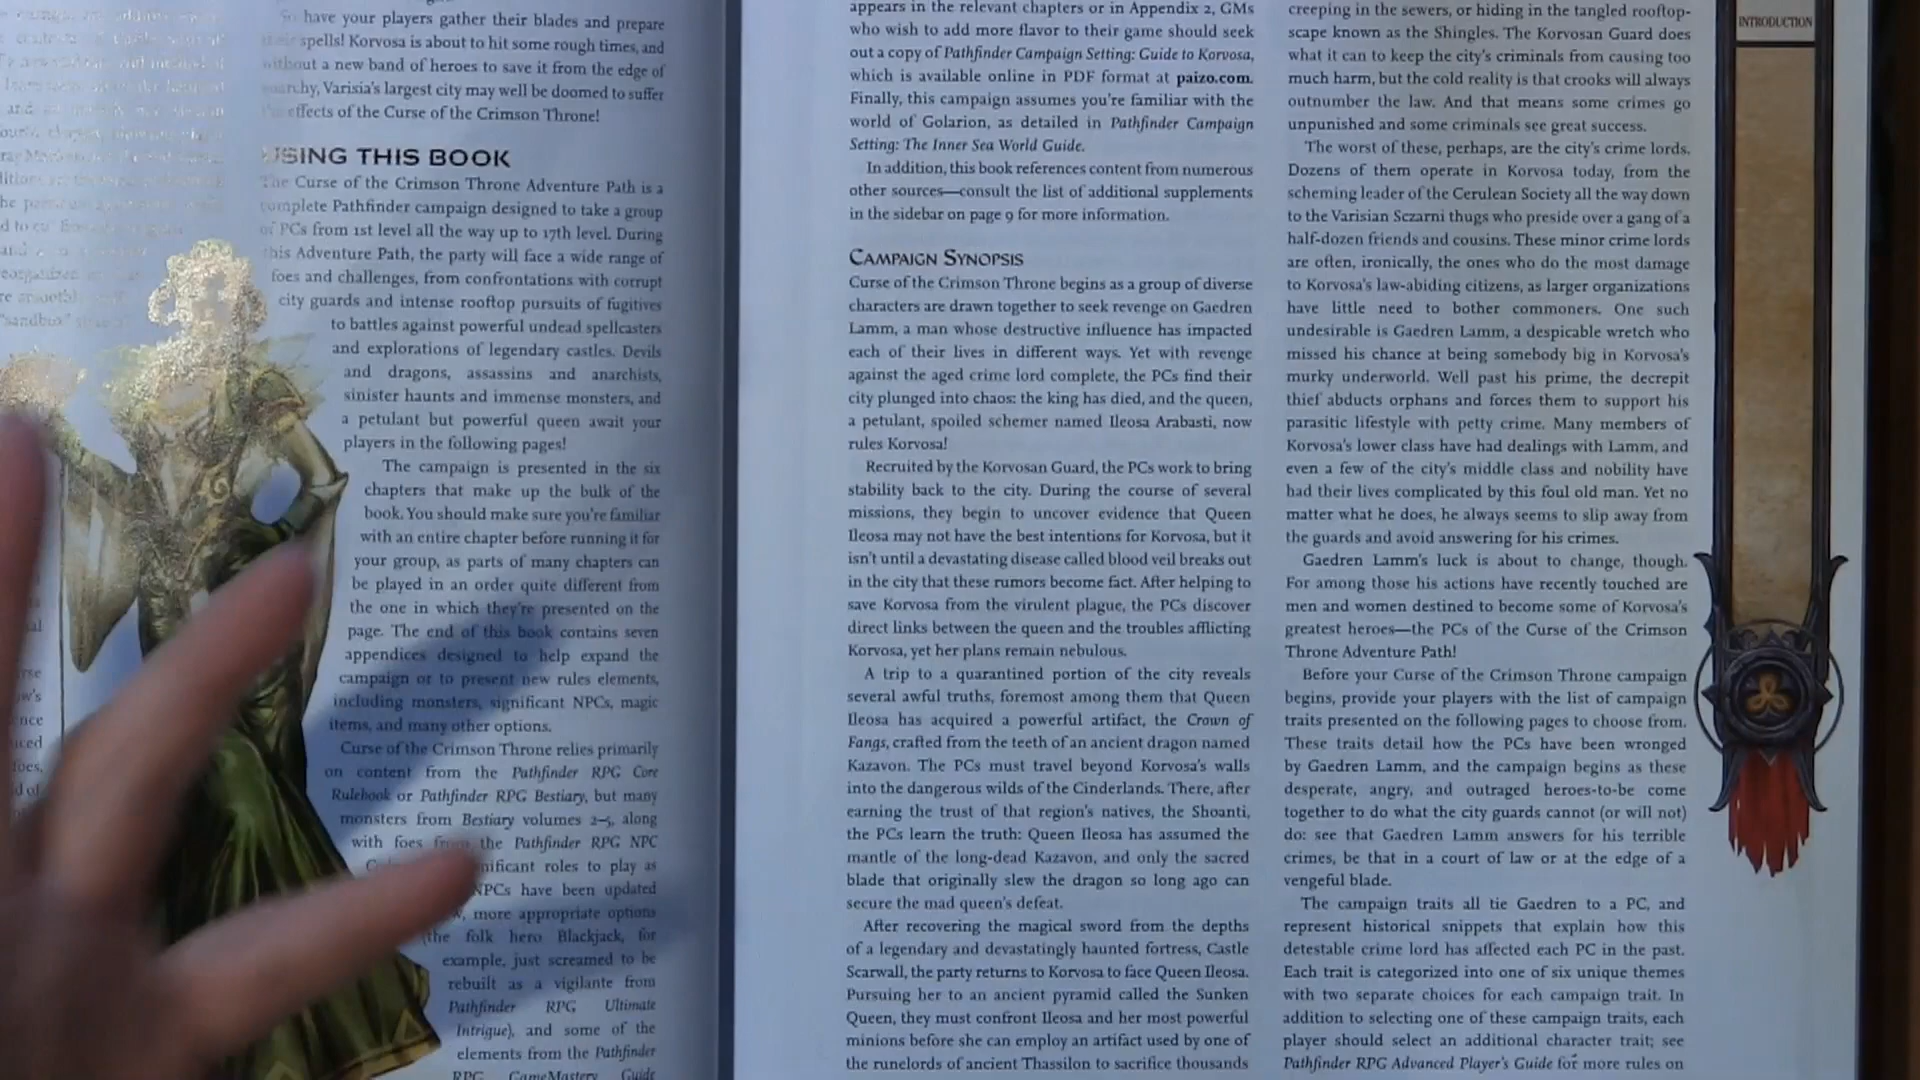 So have your players gather their blades and prepare
their spells! Korvosa is about to hit some rough times, and
without a new band of heroes to save it from the edge of
anarchy, Varisia's largest city may well be doomed to suffer
the effects of the Curse of the Crimson Throne!
USING THIS BOOK
The Curse of the Crimson Throne Adventure Path is a
complete Pathfinder campaign designed to take a group
of PCs from 1st level all the way up to 17th level. During
this Adventure Path, the party will face a wide range of
foes and challenges, from confrontations with corrupt
city guards and intense rooftop pursuits of fugitives
to battles against powerful undead spellcasters
and explorations of legendary castles. Devils
and dragons, assassins and anarchists,
sinister haunts and immense monsters, and
a petulant but powerful queen await your
players in the following pages!
The campaign is presented in the six
chapters that make up the bulk of the
book. You should make sure you're familiar
with an entire chapter before running it for
your group, as parts of many chapters can
be played in an order quite different from
the one in which they're presented on the
page. The end of this book contains seven
appendices designed to help expand the
campaign or to present new rules elements,
including monsters, significant NPCs, magic
items, and many other options.
Curse of the Crimson Throne relies primarily
on content from the Pathfinder RPG Core
Rulebook or Pathfinder RPG Bestiary, but many
monsters from Bestiary volumes 2–5, along
with foes from the Pathfinder RPG NPC
roles to play as
NPCs have been updated
more appropriate options
(the folk hero Blackjack, for
example, just screamed to be
rebuilt as a vigilante from
Pathfinder RPG Ultimate
Intrigue), and some of the
elements from the Pathfinder
RPG GameMastery Guide
appears in the relevant chapters or in Appendix 2, GMs
who wish to add more flavor to their game should seek
out a copy of Pathfinder Campaign Setting: Guide to Korvosa,
which is available online in PDF format at paizo.com.
Finally, this campaign assumes you're familiar with the
world of Golarion, as detailed in Pathfinder Campaign
Setting: The Inner Sea World Guide.
In addition, this book references content from numerous
other sources—consult the list of additional supplements
in the sidebar on page 9 for more information.
CAMPAIGN SYNOPSIS
Curse of the Crimson Throne begins as a group of diverse
characters are drawn together to seek revenge on Gaedren
Lamm, a man whose destructive influence has impacted
each of their lives in different ways. Yet with revenge
against the aged crime lord complete, the PCs find their
city plunged into chaos: the king has died, and the queen,
a petulant, spoiled schemer named Ileosa Arabasti, now
rules Korvosa!
Recruited by the Korvosan Guard, the PCs work to bring
stability back to the city. During the course of several
missions, they begin to uncover evidence that Queen
Ileosa may not have the best intentions for Korvosa, but it
isn't until a devastating disease called blood veil breaks out
in the city that these rumors become fact. After helping to
save Korvosa from the virulent plague, the PCs discover
direct links between the queen and the troubles afflicting
Korvosa, yet her plans remain nebulous.
A trip to a quarantined portion of the city reveals
several awful truths, foremost among them that Queen
Ileosa has acquired a powerful artifact, the Crown of
Fangs, crafted from the teeth of an ancient dragon named
Kazavon. The PCs must travel beyond Korvosa's walls
into the dangerous wilds of the Cinderlands. There, after
earning the trust of that region's natives, the Shoanti,
the PCs learn the truth: Queen Ileosa has assumed the
mantle of the long-dead Kazavon, and only the sacred
blade that originally slew the dragon so long ago can
secure the mad queen's defeat.
After recovering the magical sword from the depths
of a legendary and devastatingly haunted fortress, Castle
Scarwall, the party returns to Korvosa to face Queen Ileosa.
Pursuing her to an ancient pyramid called the Sunken
Queen, they must confront Ileosa and her most powerful
minions before she can employ an artifact used by one of
the runelords of ancient Thassilon to sacrifice thousands
creeping in the sewers, or hiding in the tangled rooftop-
scape known as the Shingles. The Korvosan Guard does
what it can to keep the city's criminals from causing too
much harm, but the cold reality is that crooks will always
outnumber the law. And that means some crimes go
unpunished and some criminals see great success.
The worst of these, perhaps, are the city's crime lords.
Dozens of them operate in Korvosa today, from the
scheming leader of the Cerulean Society all the way down
to the Varisian Sczarni thugs who preside over a gang of a
half-dozen friends and cousins. These minor crime lords
are often, ironically, the ones who do the most damage
to Korvosa's law-abiding citizens, as larger organizations
have little need to bother commoners. One such
undesirable is Gaedren Lamm, a despicable wretch who
missed his chance at being somebody big in Korvosa's
murky underworld. Well past his prime, the decrepit
thief abducts orphans and forces them to support his
parasitic lifestyle with petty crime. Many members of
Korvosa's lower class have had dealings with Lamm, and
even a few of the city's middle class and nobility have
had their lives complicated by this foul old man. Yet no
matter what he does, he always seems to slip away from
the guards and avoid answering for his crimes.
Gaedren Lamm's luck is about to change, though.
For among those his actions have recently touched are
men and women destined to become some of Korvosa's
greatest heroes—the PCs of the Curse of the Crimson
Throne Adventure Path!
Before your Curse of the Crimson Throne campaign
begins, provide your players with the list of campaign
traits presented on the following pages to choose from.
These traits detail how the PCs have been wronged
by Gaedren Lamm, and the campaign begins as these
desperate, angry, and outraged heroes-to-be come
together to do what the city guards cannot (or will not)
do: see that Gaedren Lamm answers for his terrible
crimes, be that in a court of law or at the edge of a
vengeful blade.
The campaign traits all tie Gaedren to a PC, and
represent historical snippets that explain how this
detestable crime lord has affected each PC in the past.
Each trait is categorized into one of six unique themes
with two separate choices for each campaign trait. In
addition to selecting one of these campaign traits, each
player should select an additional character trait; see
Pathfinder RPG Advanced Player's Guide for more rules on
INTRODUCTION